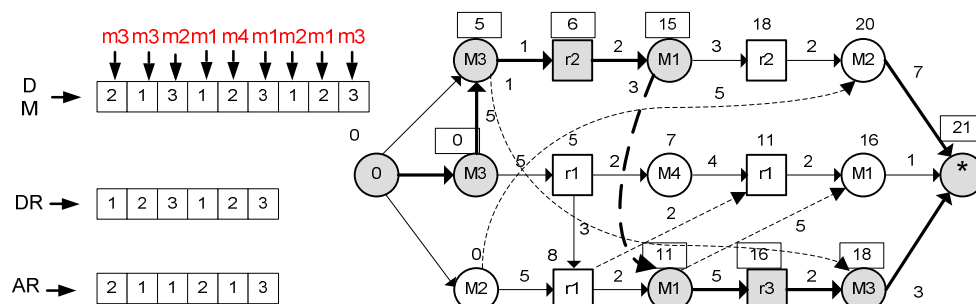 m3 m3 m2 m1 m4 m1 m2 m1 m3
D
M
2 1 3 1 2 3 1 2 3
DR
1 2 3 1 2 3
AR
2 1 1 2 1 3
5 6 15 18 20
M3 1 r2 2 M1 3 r2 2 M2
1 3 5 7
0 0 5 5 7 11 16 21
0 M3 5 r1 2 M4 4 r1 2 M1 1 *
3 2 5
0 8 11 16 18
M2 5 r1 2 M1 5 r3 2 M3 3